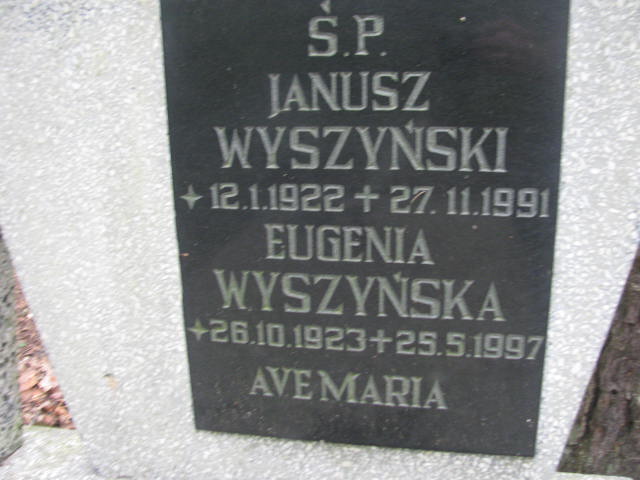 Ś.P.
JANUSZ
WYSZYŃSKI
12.1.1922 + 27.11.1991
EUGENIA
WYSZYŃSKA
26.10.1923 + 25.5.1997
AVE MARIA